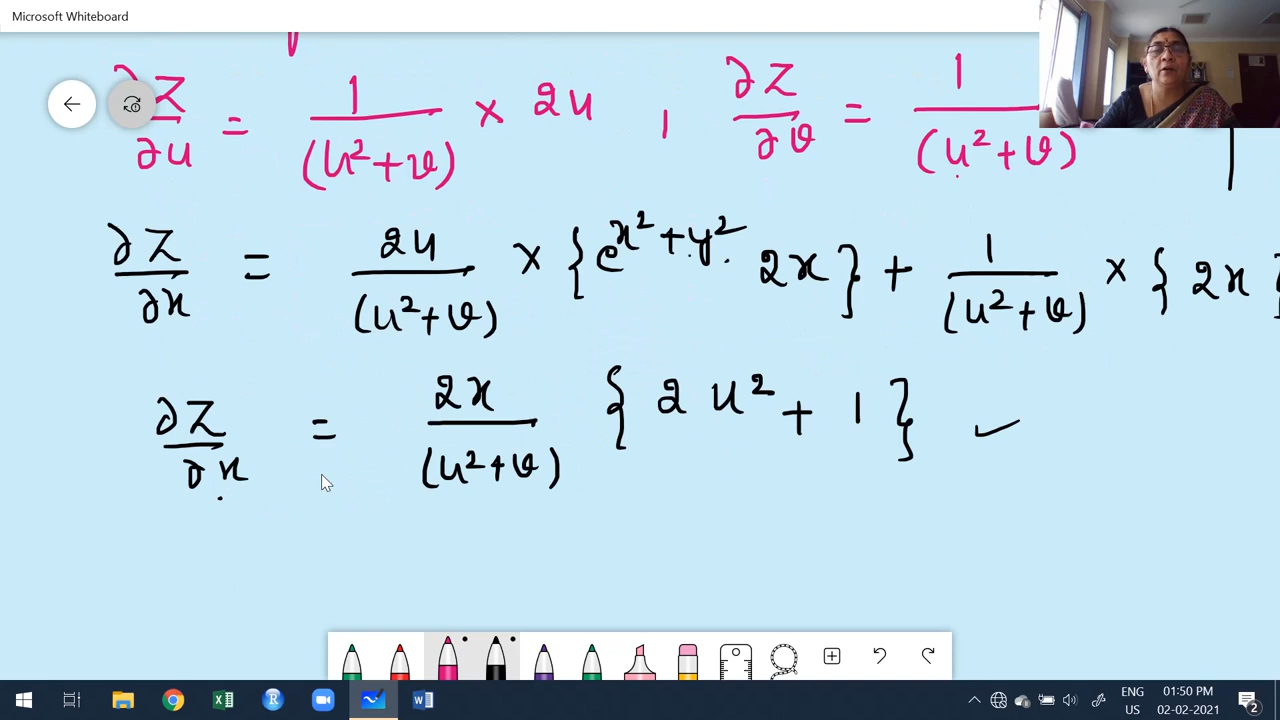 Microsoft Whiteboard
∂Z/∂u = 1/(u²+v) × 2u , ∂Z/∂v = 1/(u²+v)
∂Z/∂x = 2u/(u²+v) × {e^(x²+y²) 2x} + 1/(u²+v) × {2x}
∂Z/∂x = 2x/(u²+v) {2u² + 1} ✓
ENG
US
01:50 PM
02-02-2021
2